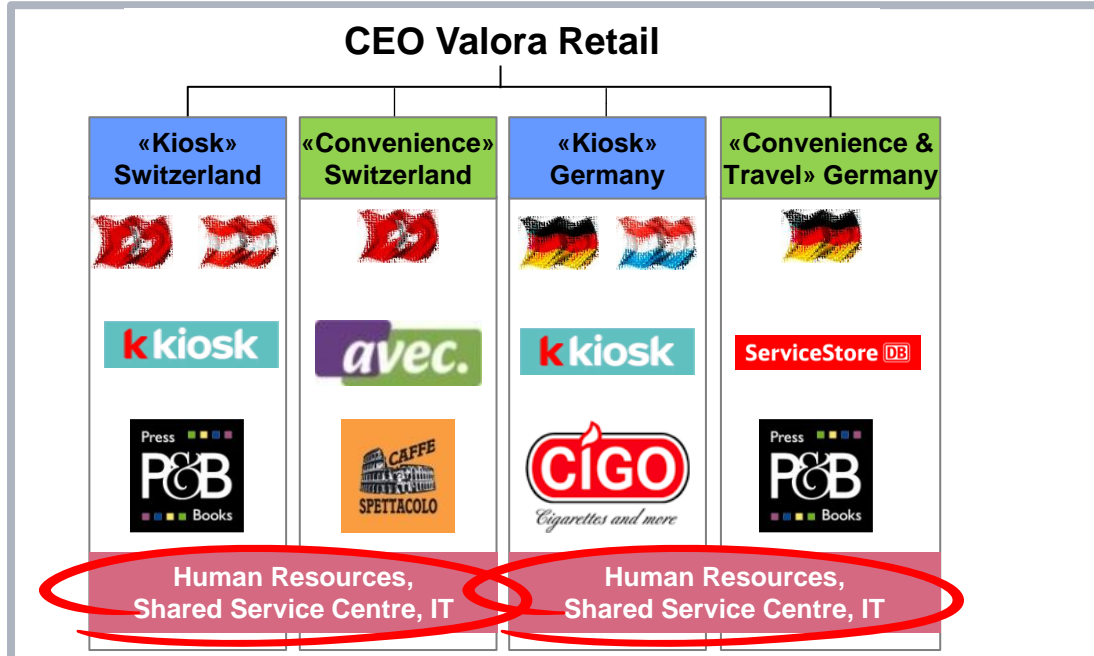 CEO Valora Retail
«Kiosk»
Switzerland
«Convenience»
Switzerland
«Kiosk»
Germany
«Convenience &
Travel» Germany
k kiosk
avec.
k kiosk
ServiceStore DB
Press
P&B
Books
CAFFE
SPETTACOLO
CIGO
Cigarettes and more
Press
P&B
Books
Human Resources,
Shared Service Centre, IT
Human Resources,
Shared Service Centre, IT